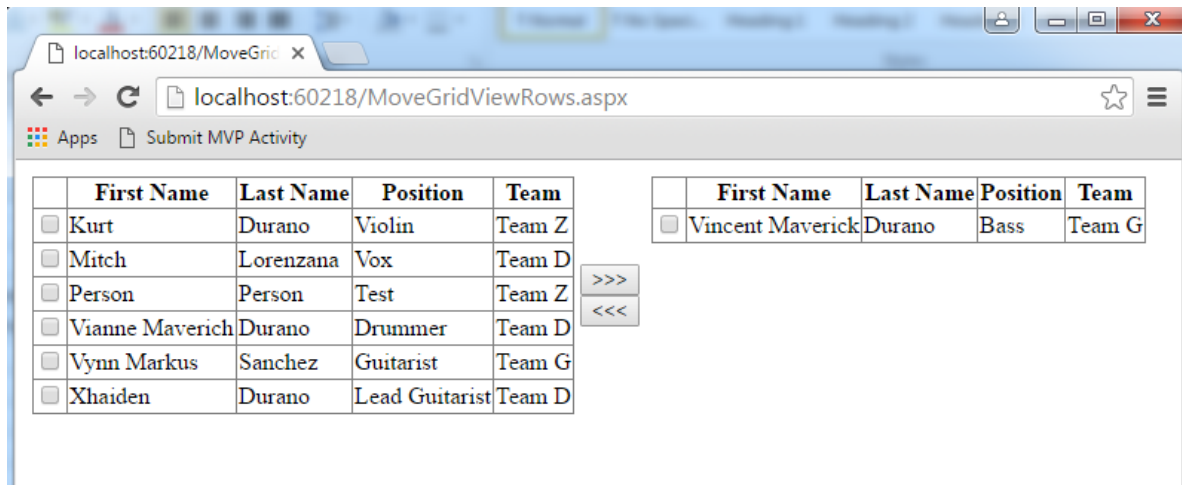 localhost:60218/MoveGrid
localhost:60218/MoveGridViewRows.aspx
Apps Submit MVP Activity
First Name Last Name Position Team
Kurt Durano Violin Team Z
Mitch Lorenzana Vox Team D
Person Person Test Team Z
Vianne Maverich Durano Drummer Team D
Vynn Markus Sanchez Guitarist Team G
Xhaiden Durano Lead Guitarist Team D
>>>
<<<
First Name Last Name Position Team
Vincent Maverick Durano Bass Team G